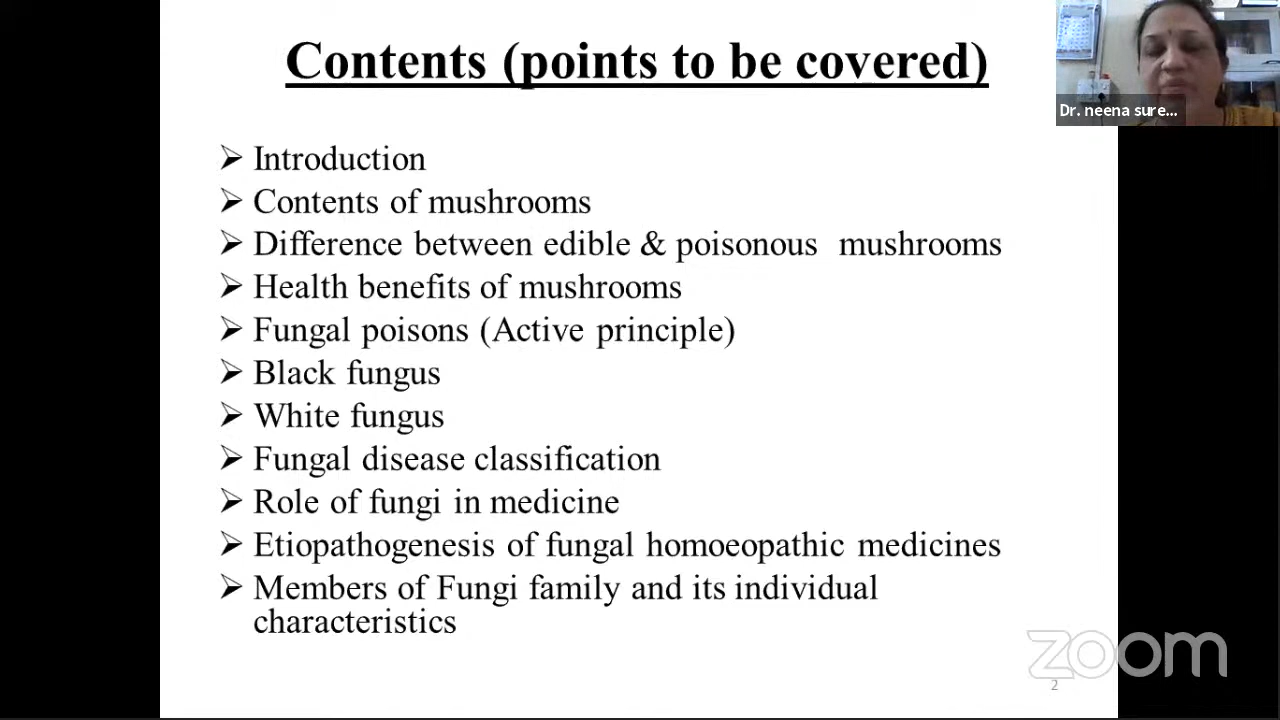 Contents (points to be covered)
Dr. neena sure...
➢ Introduction
➢ Contents of mushrooms
➢ Difference between edible & poisonous mushrooms
➢ Health benefits of mushrooms
➢ Fungal poisons (Active principle)
➢ Black fungus
➢ White fungus
➢ Fungal disease classification
➢ Role of fungi in medicine
➢ Etiopathogenesis of fungal homoeopathic medicines
➢ Members of Fungi family and its individual
characteristics
zoom
2